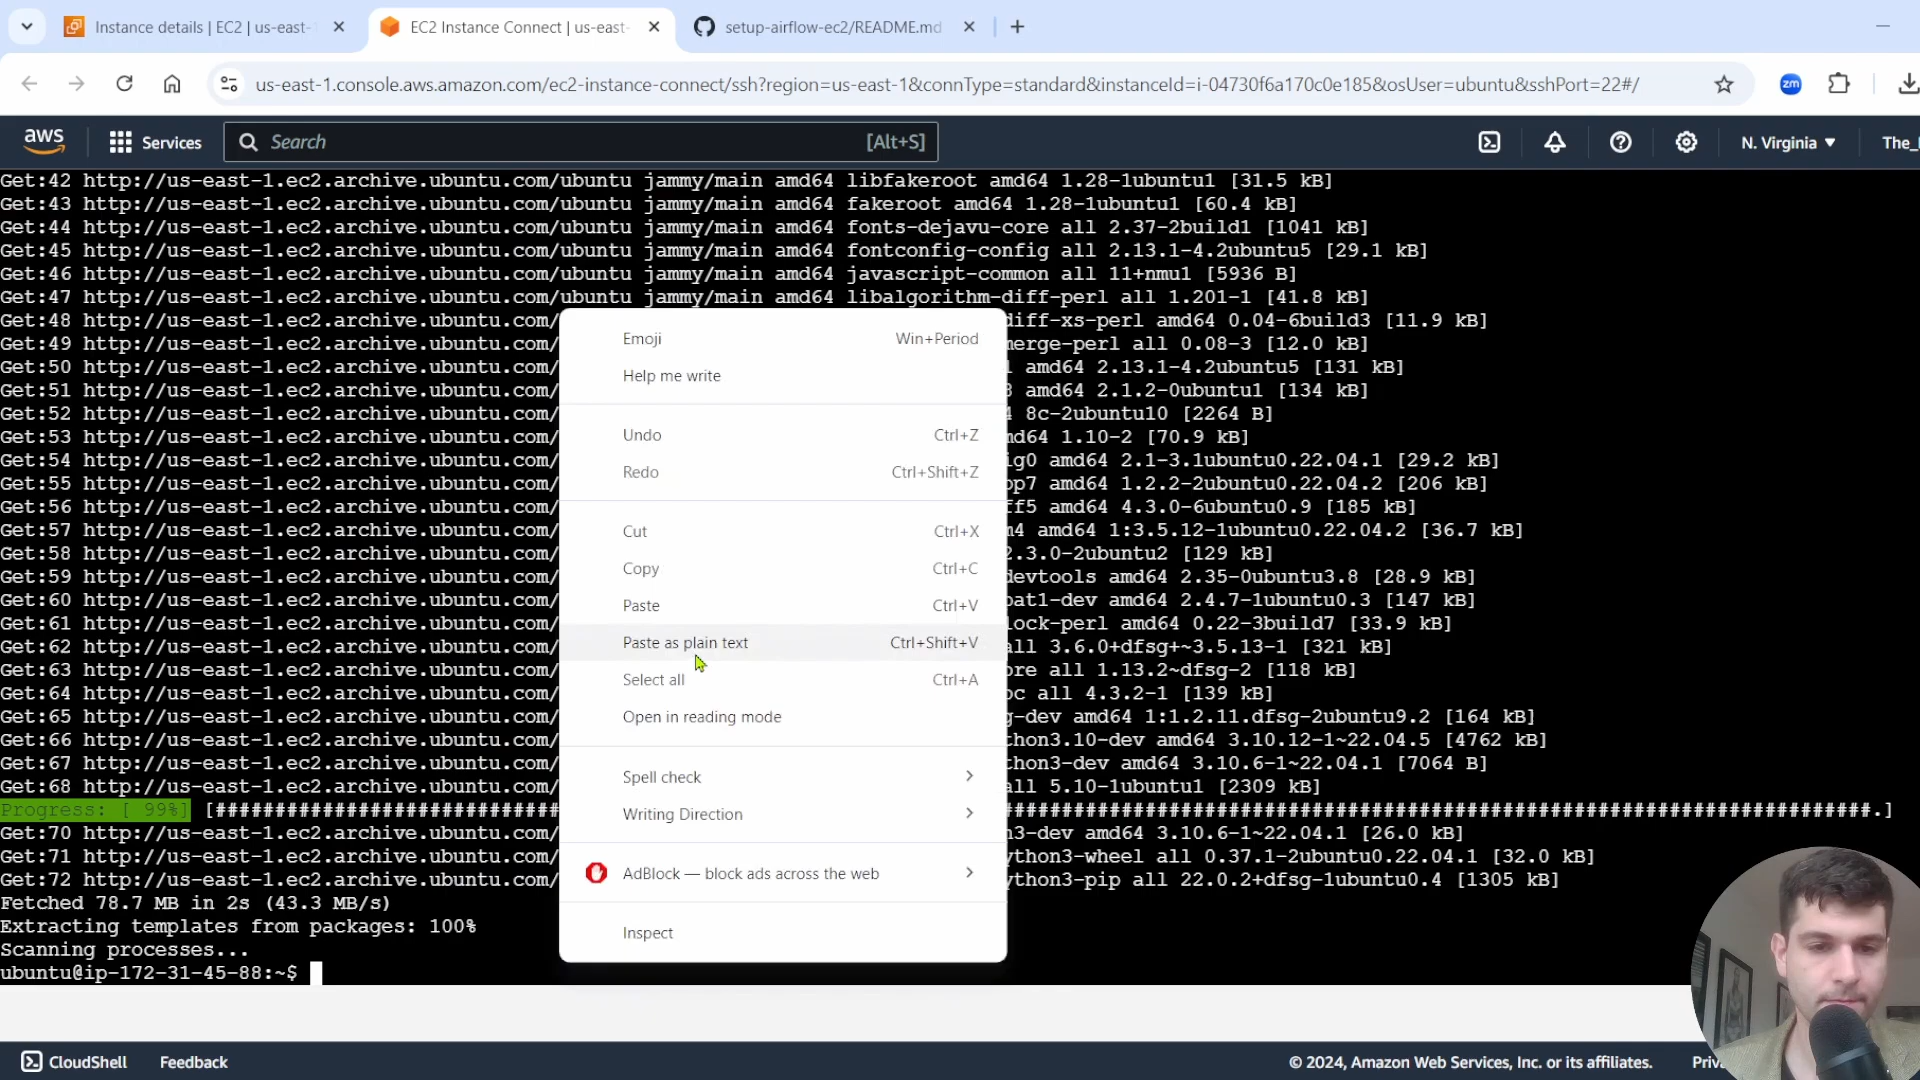 Instance details | EC2 | us-east-
EC2 Instance Connect | us-east-
setup-airflow-ec2/README.md
us-east-1.console.aws.amazon.com/ec2-instance-connect/ssh?region=us-east-1&connType=standard&instanceId=i-04730f6a170c0e185&osUser=ubuntu&sshPort=22#/
zm
aws
Services
Search
[Alt+S]
N. Virginia
The_
Get:42 http://us-east-1.ec2.archive.ubuntu.com/ubuntu jammy/main amd64 libfakeroot amd64 1.28-1ubuntu1 [31.5 kB]
Get:43 http://us-east-1.ec2.archive.ubuntu.com/ubuntu jammy/main amd64 fakeroot amd64 1.28-1ubuntu1 [60.4 kB]
Get:44 http://us-east-1.ec2.archive.ubuntu.com/ubuntu jammy/main amd64 fonts-dejavu-core all 2.37-2build1 [1041 kB]
Get:45 http://us-east-1.ec2.archive.ubuntu.com/ubuntu jammy/main amd64 fontconfig-config all 2.13.1-4.2ubuntu5 [29.1 kB]
Get:46 http://us-east-1.ec2.archive.ubuntu.com/ubuntu jammy/main amd64 javascript-common all 11+nmu1 [5936 B]
Get:47 http://us-east-1.ec2.archive.ubuntu.com/ubuntu jammy/main amd64 libalgorithm-diff-perl all 1.201-1 [41.8 kB]
Get:48 http://us-east-1.ec2.archive.ubuntu.com/ diff-xs-perl amd64 0.04-6build3 [11.9 kB]
Get:49 http://us-east-1.ec2.archive.ubuntu.com/ merge-perl all 0.08-3 [12.0 kB]
Get:50 http://us-east-1.ec2.archive.ubuntu.com/ 1 amd64 2.13.1-4.2ubuntu5 [131 kB]
Get:51 http://us-east-1.ec2.archive.ubuntu.com/ 8 amd64 2.1.2-0ubuntu1 [134 kB]
Get:52 http://us-east-1.ec2.archive.ubuntu.com/ 4 8c-2ubuntu10 [2264 B]
Get:53 http://us-east-1.ec2.archive.ubuntu.com/ md64 1.10-2 [70.9 kB]
Get:54 http://us-east-1.ec2.archive.ubuntu.com/ ig0 amd64 2.1-3.1ubuntu0.22.04.1 [29.2 kB]
Get:55 http://us-east-1.ec2.archive.ubuntu.com/ pp7 amd64 1.2.2-2ubuntu0.22.04.2 [206 kB]
Get:56 http://us-east-1.ec2.archive.ubuntu.com/ ff5 amd64 4.3.0-6ubuntu0.9 [185 kB]
Get:57 http://us-east-1.ec2.archive.ubuntu.com/ m4 amd64 1:3.5.12-1ubuntu0.22.04.2 [36.7 kB]
Get:58 http://us-east-1.ec2.archive.ubuntu.com/ 2.3.0-2ubuntu2 [129 kB]
Get:59 http://us-east-1.ec2.archive.ubuntu.com/ devtools amd64 2.35-0ubuntu3.8 [28.9 kB]
Get:60 http://us-east-1.ec2.archive.ubuntu.com/ pat1-dev amd64 2.4.7-1ubuntu0.3 [147 kB]
Get:61 http://us-east-1.ec2.archive.ubuntu.com/ lock-perl amd64 0.22-3build7 [33.9 kB]
Get:62 http://us-east-1.ec2.archive.ubuntu.com/ all 3.6.0+dfsg+~3.5.13-1 [321 kB]
Get:63 http://us-east-1.ec2.archive.ubuntu.com/ ore all 1.13.2~dfsg-2 [118 kB]
Get:64 http://us-east-1.ec2.archive.ubuntu.com/ oc all 4.3.2-1 [139 kB]
Get:65 http://us-east-1.ec2.archive.ubuntu.com/ g-dev amd64 1:1.2.11.dfsg-2ubuntu9.2 [164 kB]
Get:66 http://us-east-1.ec2.archive.ubuntu.com/ thon3.10-dev amd64 3.10.12-1~22.04.5 [4762 kB]
Get:67 http://us-east-1.ec2.archive.ubuntu.com/ thon3-dev amd64 3.10.6-1~22.04.1 [7064 B]
Get:68 http://us-east-1.ec2.archive.ubuntu.com/ all 5.10-1ubuntu1 [2309 kB]
Progress: [ 99%] [############################# ##########################################################################.]
Get:70 http://us-east-1.ec2.archive.ubuntu.com/ n3-dev amd64 3.10.6-1~22.04.1 [26.0 kB]
Get:71 http://us-east-1.ec2.archive.ubuntu.com/ ython3-wheel all 0.37.1-2ubuntu0.22.04.1 [32.0 kB]
Get:72 http://us-east-1.ec2.archive.ubuntu.com/ ython3-pip all 22.0.2+dfsg-1ubuntu0.4 [1305 kB]
Fetched 78.7 MB in 2s (43.3 MB/s)
Extracting templates from packages: 100%
Scanning processes...
ubuntu@ip-172-31-45-88:~$
Emoji Win+Period
Help me write
Undo Ctrl+Z
Redo Ctrl+Shift+Z
Cut Ctrl+X
Copy Ctrl+C
Paste Ctrl+V
Paste as plain text Ctrl+Shift+V
Select all Ctrl+A
Open in reading mode
Spell check
Writing Direction
AdBlock — block ads across the web
Inspect
CloudShell
Feedback
© 2024, Amazon Web Services, Inc. or its affiliates.
Priv